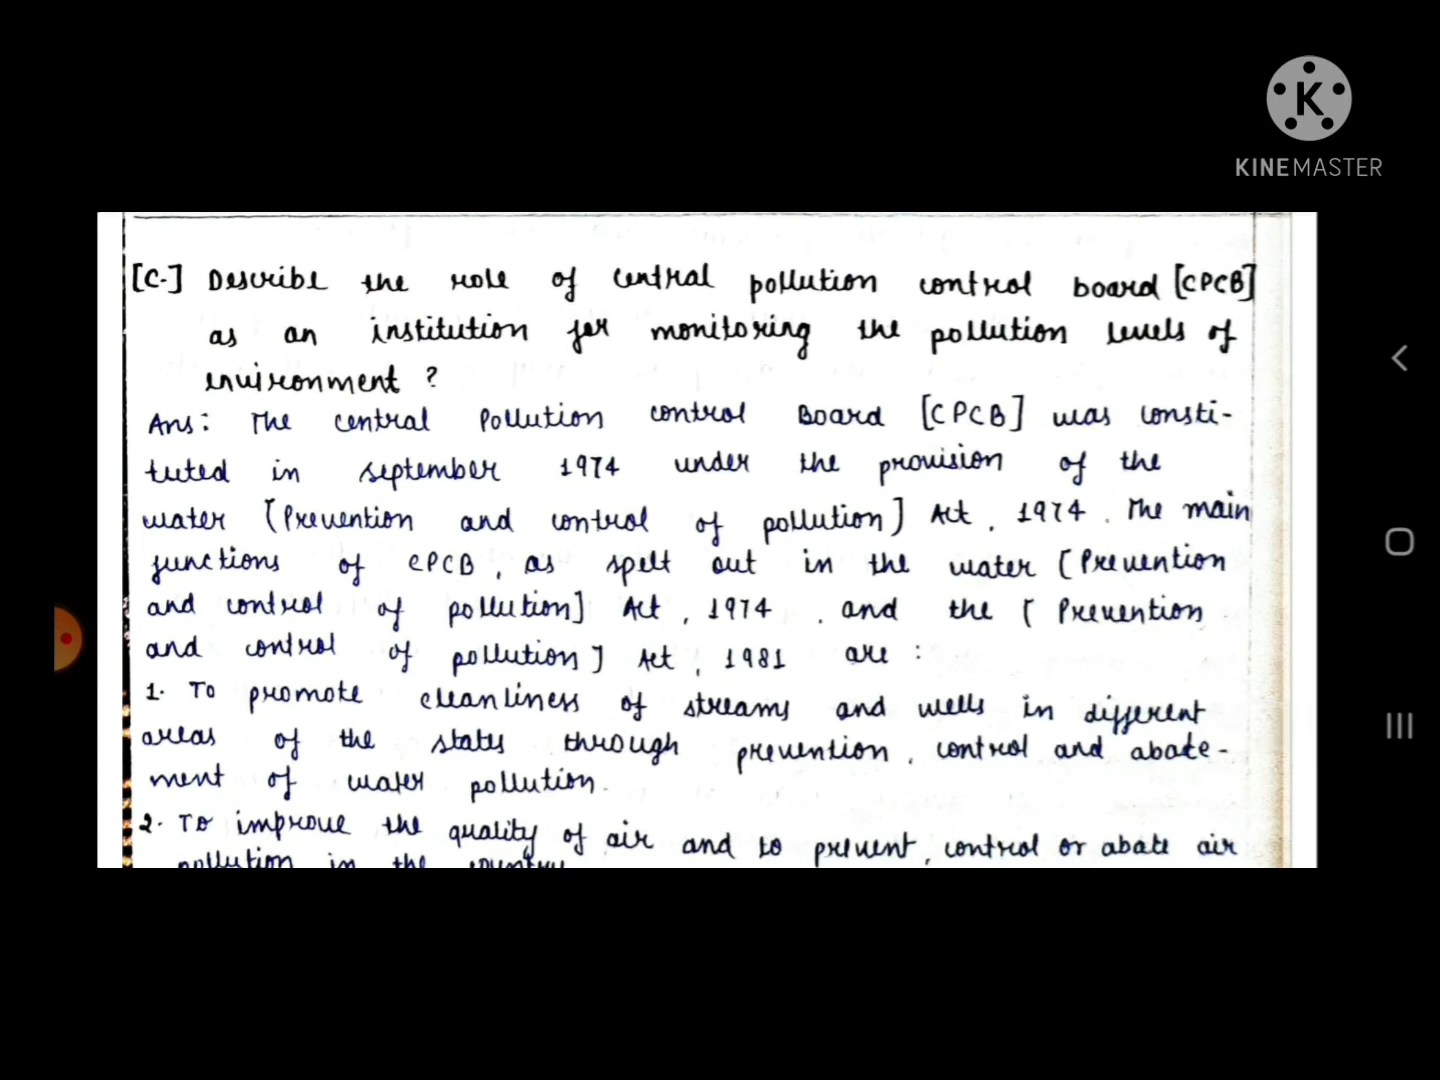 K
KINEMASTER
[C.] Describe the role of central pollution control board [CPCB]
as an institution for monitoring the pollution levels of
environment ?
Ans: The central Pollution control Board [CPCB] was consti-
tuted in september 1974 under the provision of the
water [Prevention and control of pollution] Act, 1974. The main
functions of CPCB, as spelt out in the water [Prevention
and control of pollution] Act, 1974, and the [Prevention
and control of pollution] Act, 1981 are :
1. To promote cleanliness of streams and wells in different
areas of the states through prevention, control and abate-
ment of water pollution.
2. To improve the quality of air and to prevent, control or abate air
pollution in the country